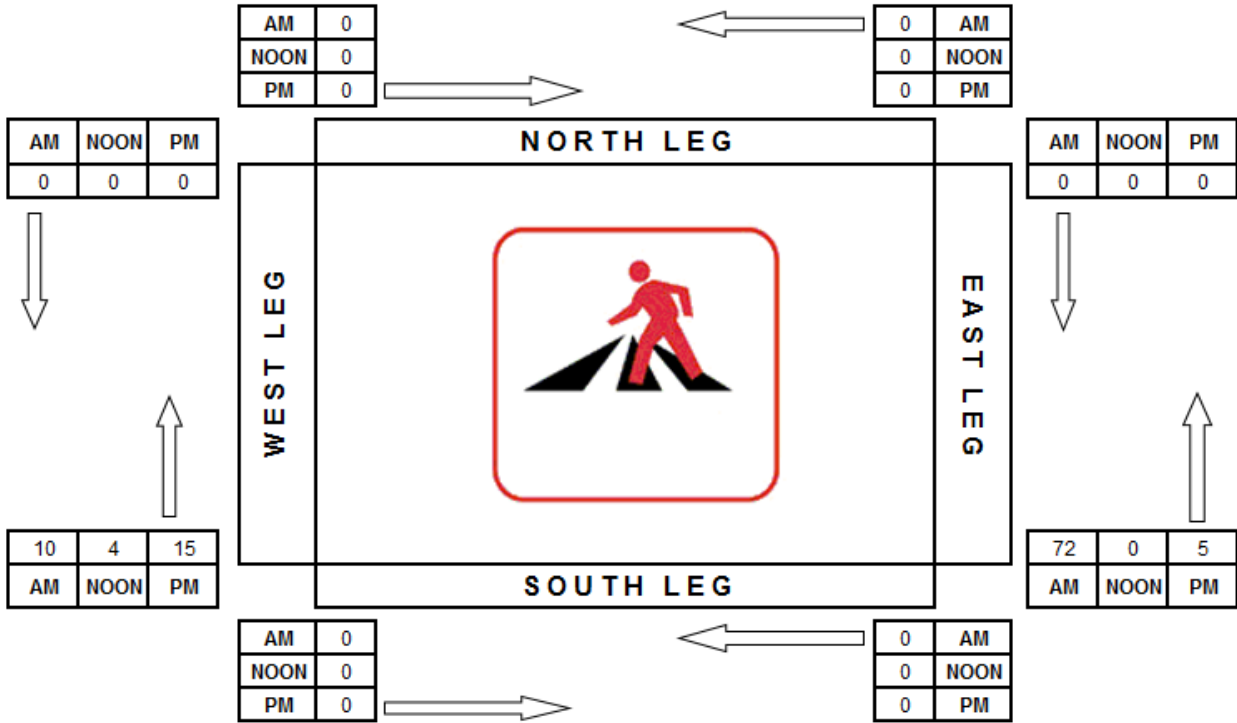 AM 0
NOON 0
PM 0
0 AM
0 NOON
0 PM
AM NOON PM
0 0 0
NORTH LEG
AM NOON PM
0 0 0
WEST LEG
EAST LEG
10 4 15
AM NOON PM
SOUTH LEG
72 0 5
AM NOON PM
AM 0
NOON 0
PM 0
0 AM
0 NOON
0 PM